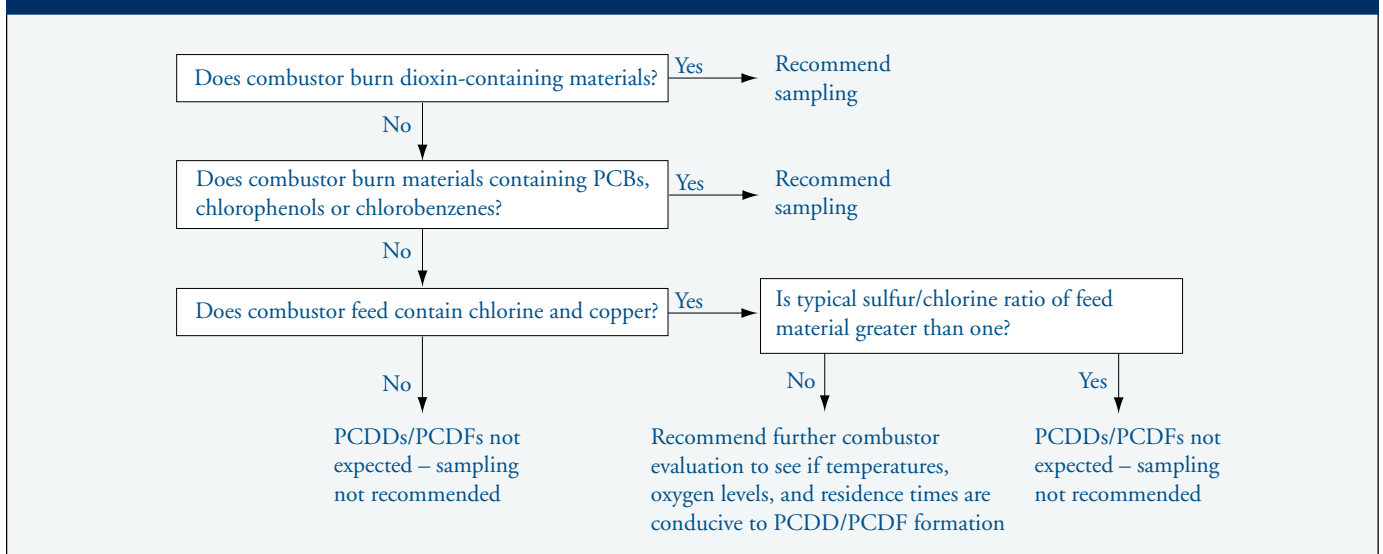 Does combustor burn dioxin-containing materials?
Yes
Recommend
sampling
No
Does combustor burn materials containing PCBs,
chlorophenols or chlorobenzenes?
Yes
Recommend
sampling
No
Does combustor feed contain chlorine and copper?
Yes
Is typical sulfur/chlorine ratio of feed
material greater than one?
No
No
Yes
PCDDs/PCDFs not
expected – sampling
not recommended
Recommend further combustor
evaluation to see if temperatures,
oxygen levels, and residence times are
conducive to PCDD/PCDF formation
PCDDs/PCDFs not
expected – sampling
not recommended